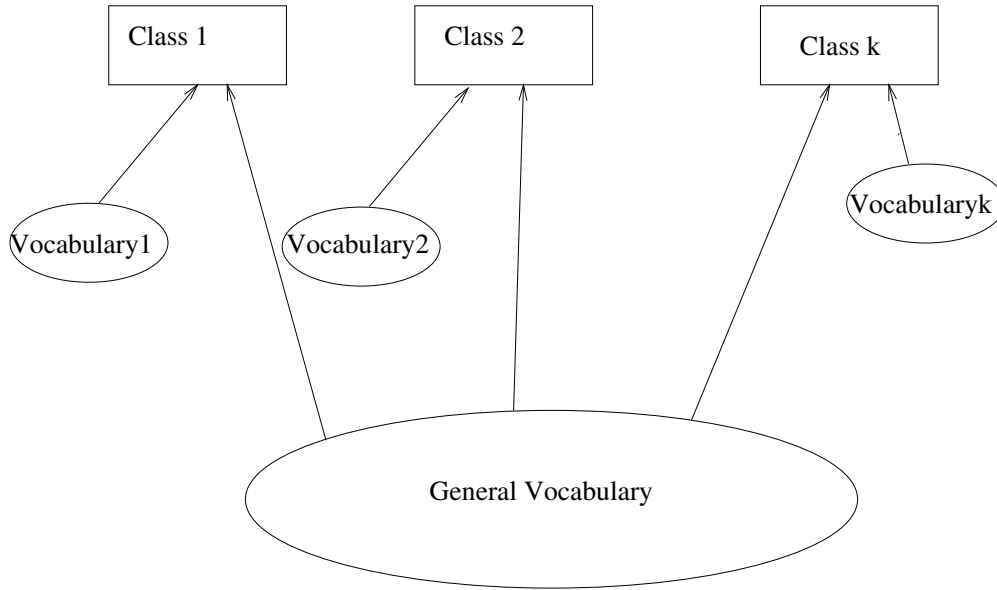 Class 1
Class 2
Class k
Vocabulary1
Vocabulary2
Vocabularyk
General Vocabulary